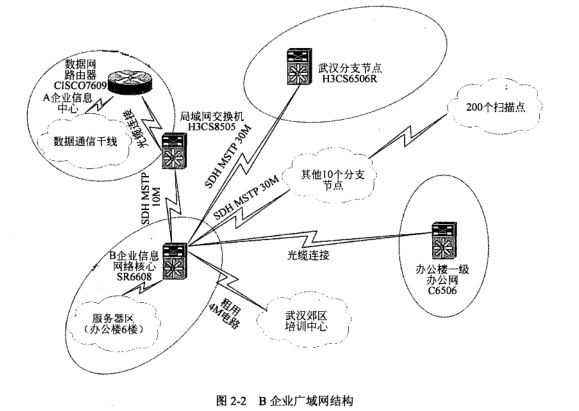 数据网
路由器
CISCO7609
A企业信息
中心
数据通信干线
光缆连接
局域网交换机
H3CS8505
武汉分支节点
H3CS6506R
200个扫描点
SDH MSTP 30M
SDH MSTP
10M
SDH MSTP 30M
其他10个分支
节点
B企业信息
网络核心
SR6608
光缆连接
办公楼一级
办公网
C6506
服务器区
(办公楼6楼)
租用
4M电路
武汉郊区
培训中心
图 2-2 B 企业广域网结构